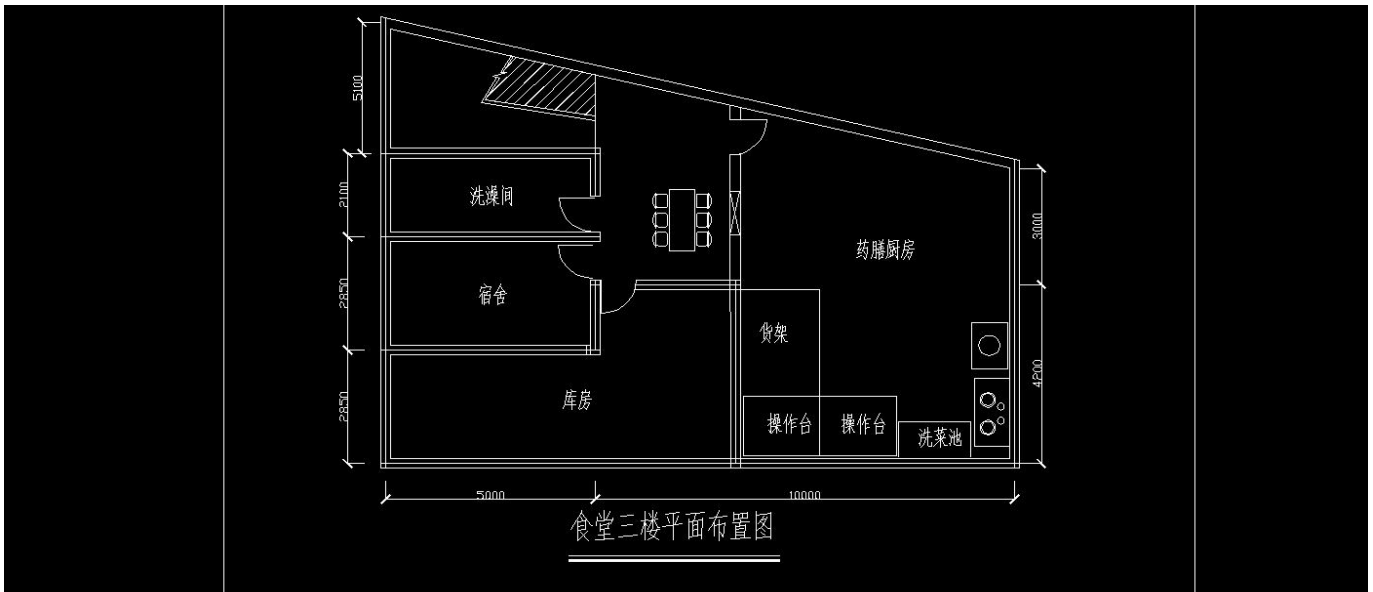 5100
2100
洗澡间
3000
药膳厨房
2850
宿舍
货架
4200
2850
库房
操作台
操作台
洗菜池
5000
10000
食堂三楼平面布置图